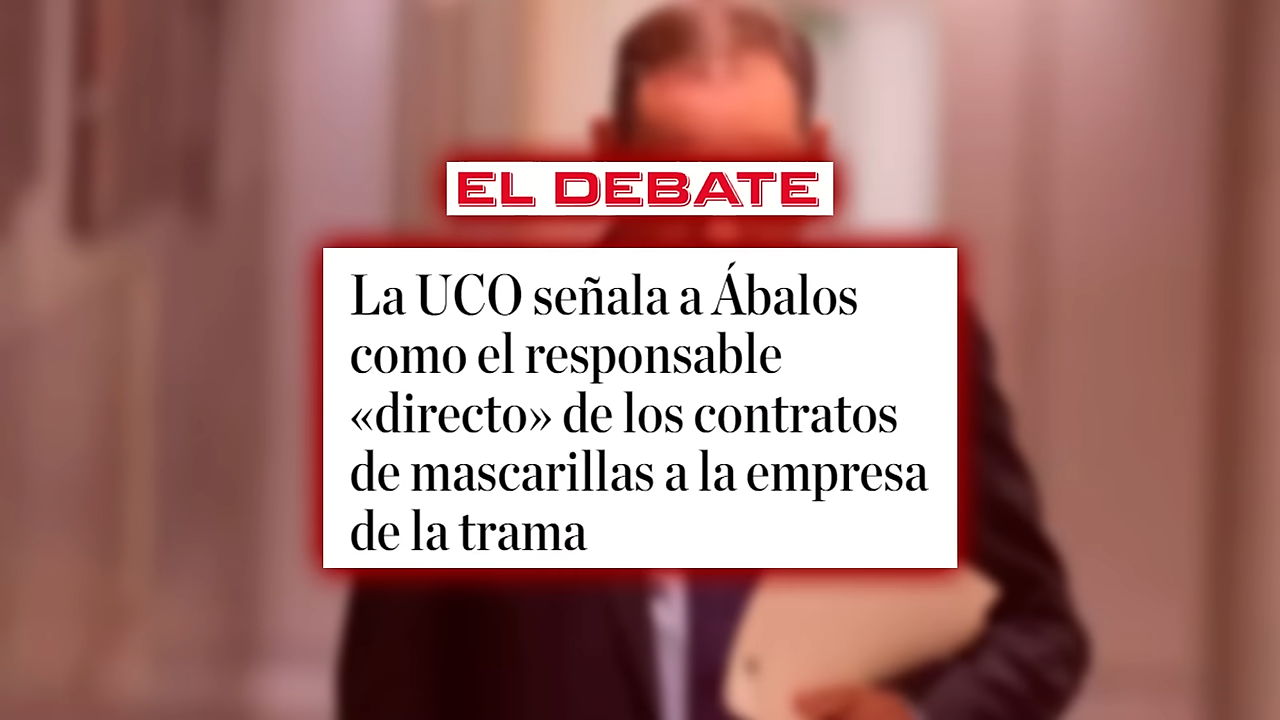 EL DEBATE
La UCO señala a Ábalos
como el responsable
«directo» de los contratos
de mascarillas a la empresa
de la trama